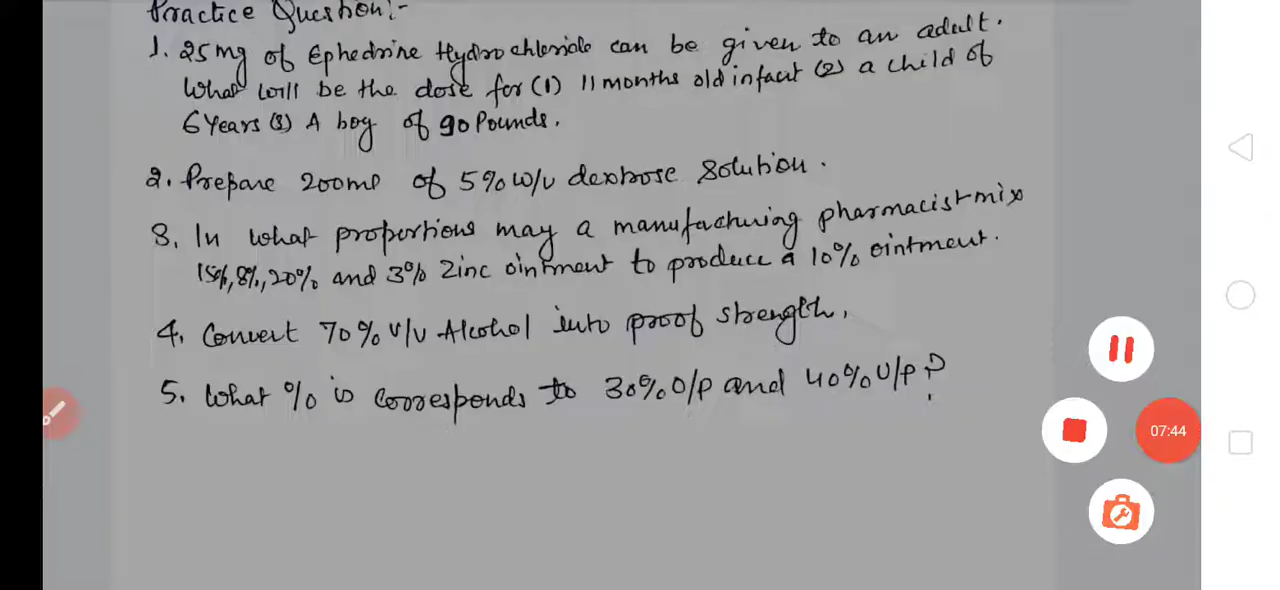 Practice Question:-
1. 25mg of Ephedrine Hydrochloride can be given to an adult.
What will be the dose for (1) 11 months old infant (2) a child of
6 Years (3) A boy of 90 Pounds.
2. Prepare 200ml of 5% w/v dextrose Solution.
3. In what proportions may a manufacturing pharmacist mix
15%, 8%, 20% and 3% Zinc ointment to produce a 10% ointment.
4. Convert 70% V/V Alcohol into proof strength.
5. What % is corresponds to 30% O/P and 40% U/P?
07:44